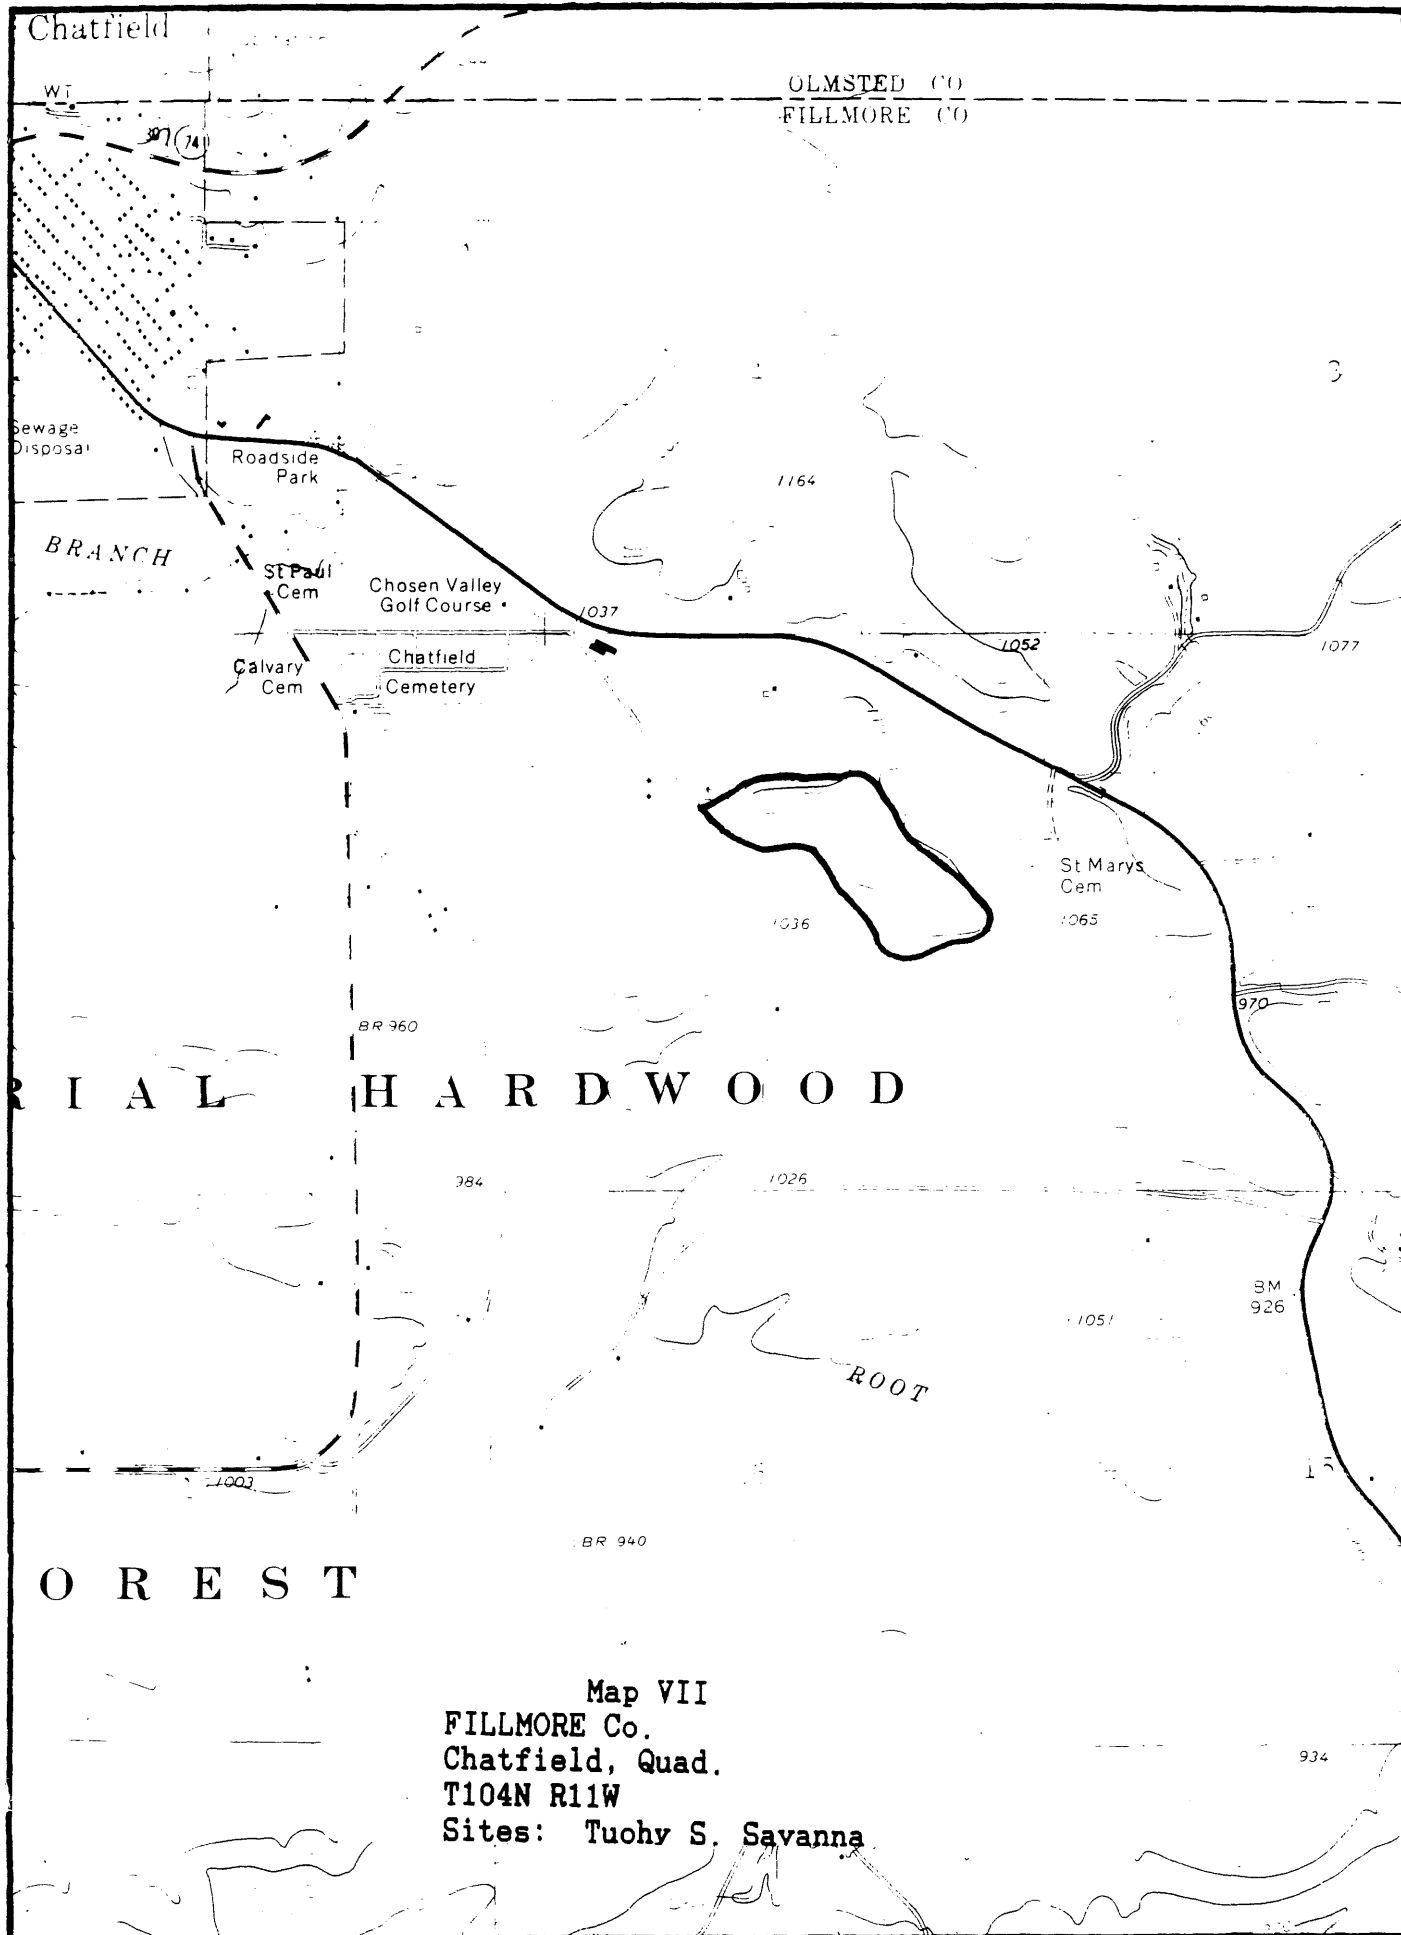 Chatfield
WT
OLMSTED CO
FILLMORE CO
74
Sewage
Disposal
Roadside
Park
1164
BRANCH
St Paul
Cem
Chosen Valley
Golf Course
1037
1052
1077
Calvary
Cem
Chatfield
Cemetery
St Marys
Cem
1036
1065
970
BR 960
RIAL HARDWOOD
984
1026
BM
926
1051
ROOT
15
1003
BR 940
OREST
Map VII
FILLMORE Co.
Chatfield, Quad.
T104N R11W
Sites: Tuohy S. Savanna
934